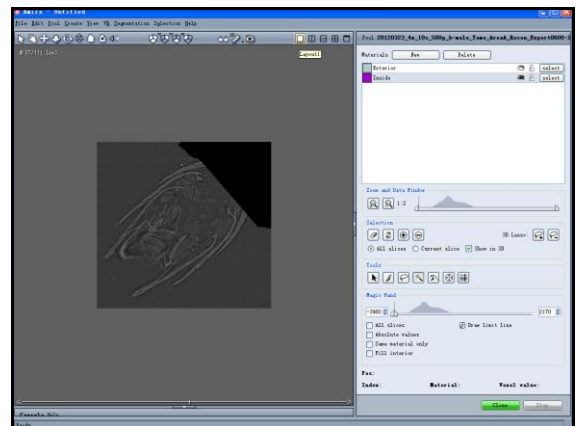 Amira - Untitled
File Edit Pool Create View VR Segmentation Selection Help
Layout1
Materials New Delete
Exterior select
Inside select
Zoom and Data Window
1:2
Selection
3D Lasso:
All slices Current slice Show in 3D
Tools
Magic Wand
All slices Draw limit line
Absolute values
Same material only
Fill interior
Pos:
Index: Material: Voxel value:
Close Stop
Console Help
Ready